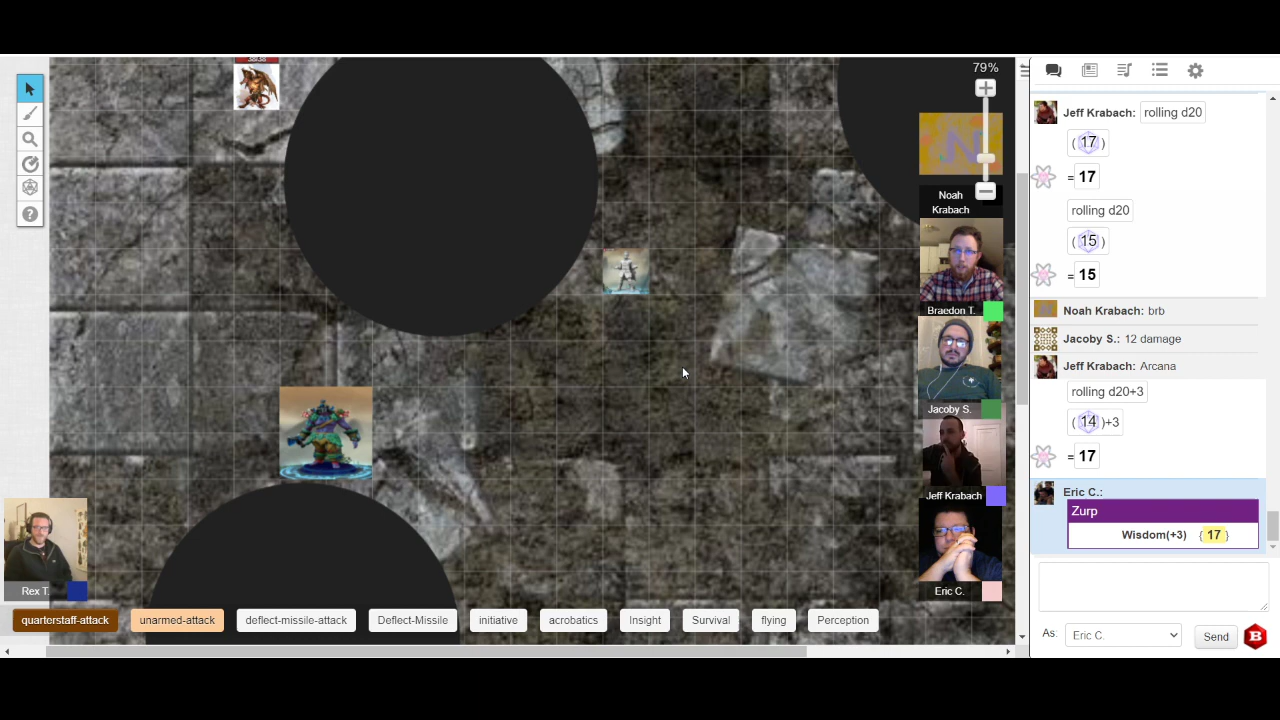 79%
N
Noah
Krabach
Braedon T.
Jacoby S.
Jeff Krabach
Eric C.
Rex T.
quarterstaff-attack
unarmed-attack
deflect-missile-attack
Deflect-Missile
initiative
acrobatics
Insight
Survival
flying
Perception
Jeff Krabach: rolling d20
(17)
=17
rolling d20
(15)
=15
Noah Krabach: brb
Jacoby S.: 12 damage
Jeff Krabach: Arcana
rolling d20+3
(14)+3
=17
Eric C.:
Zurp
Wisdom(+3) {17}
As: Eric C. Send
B